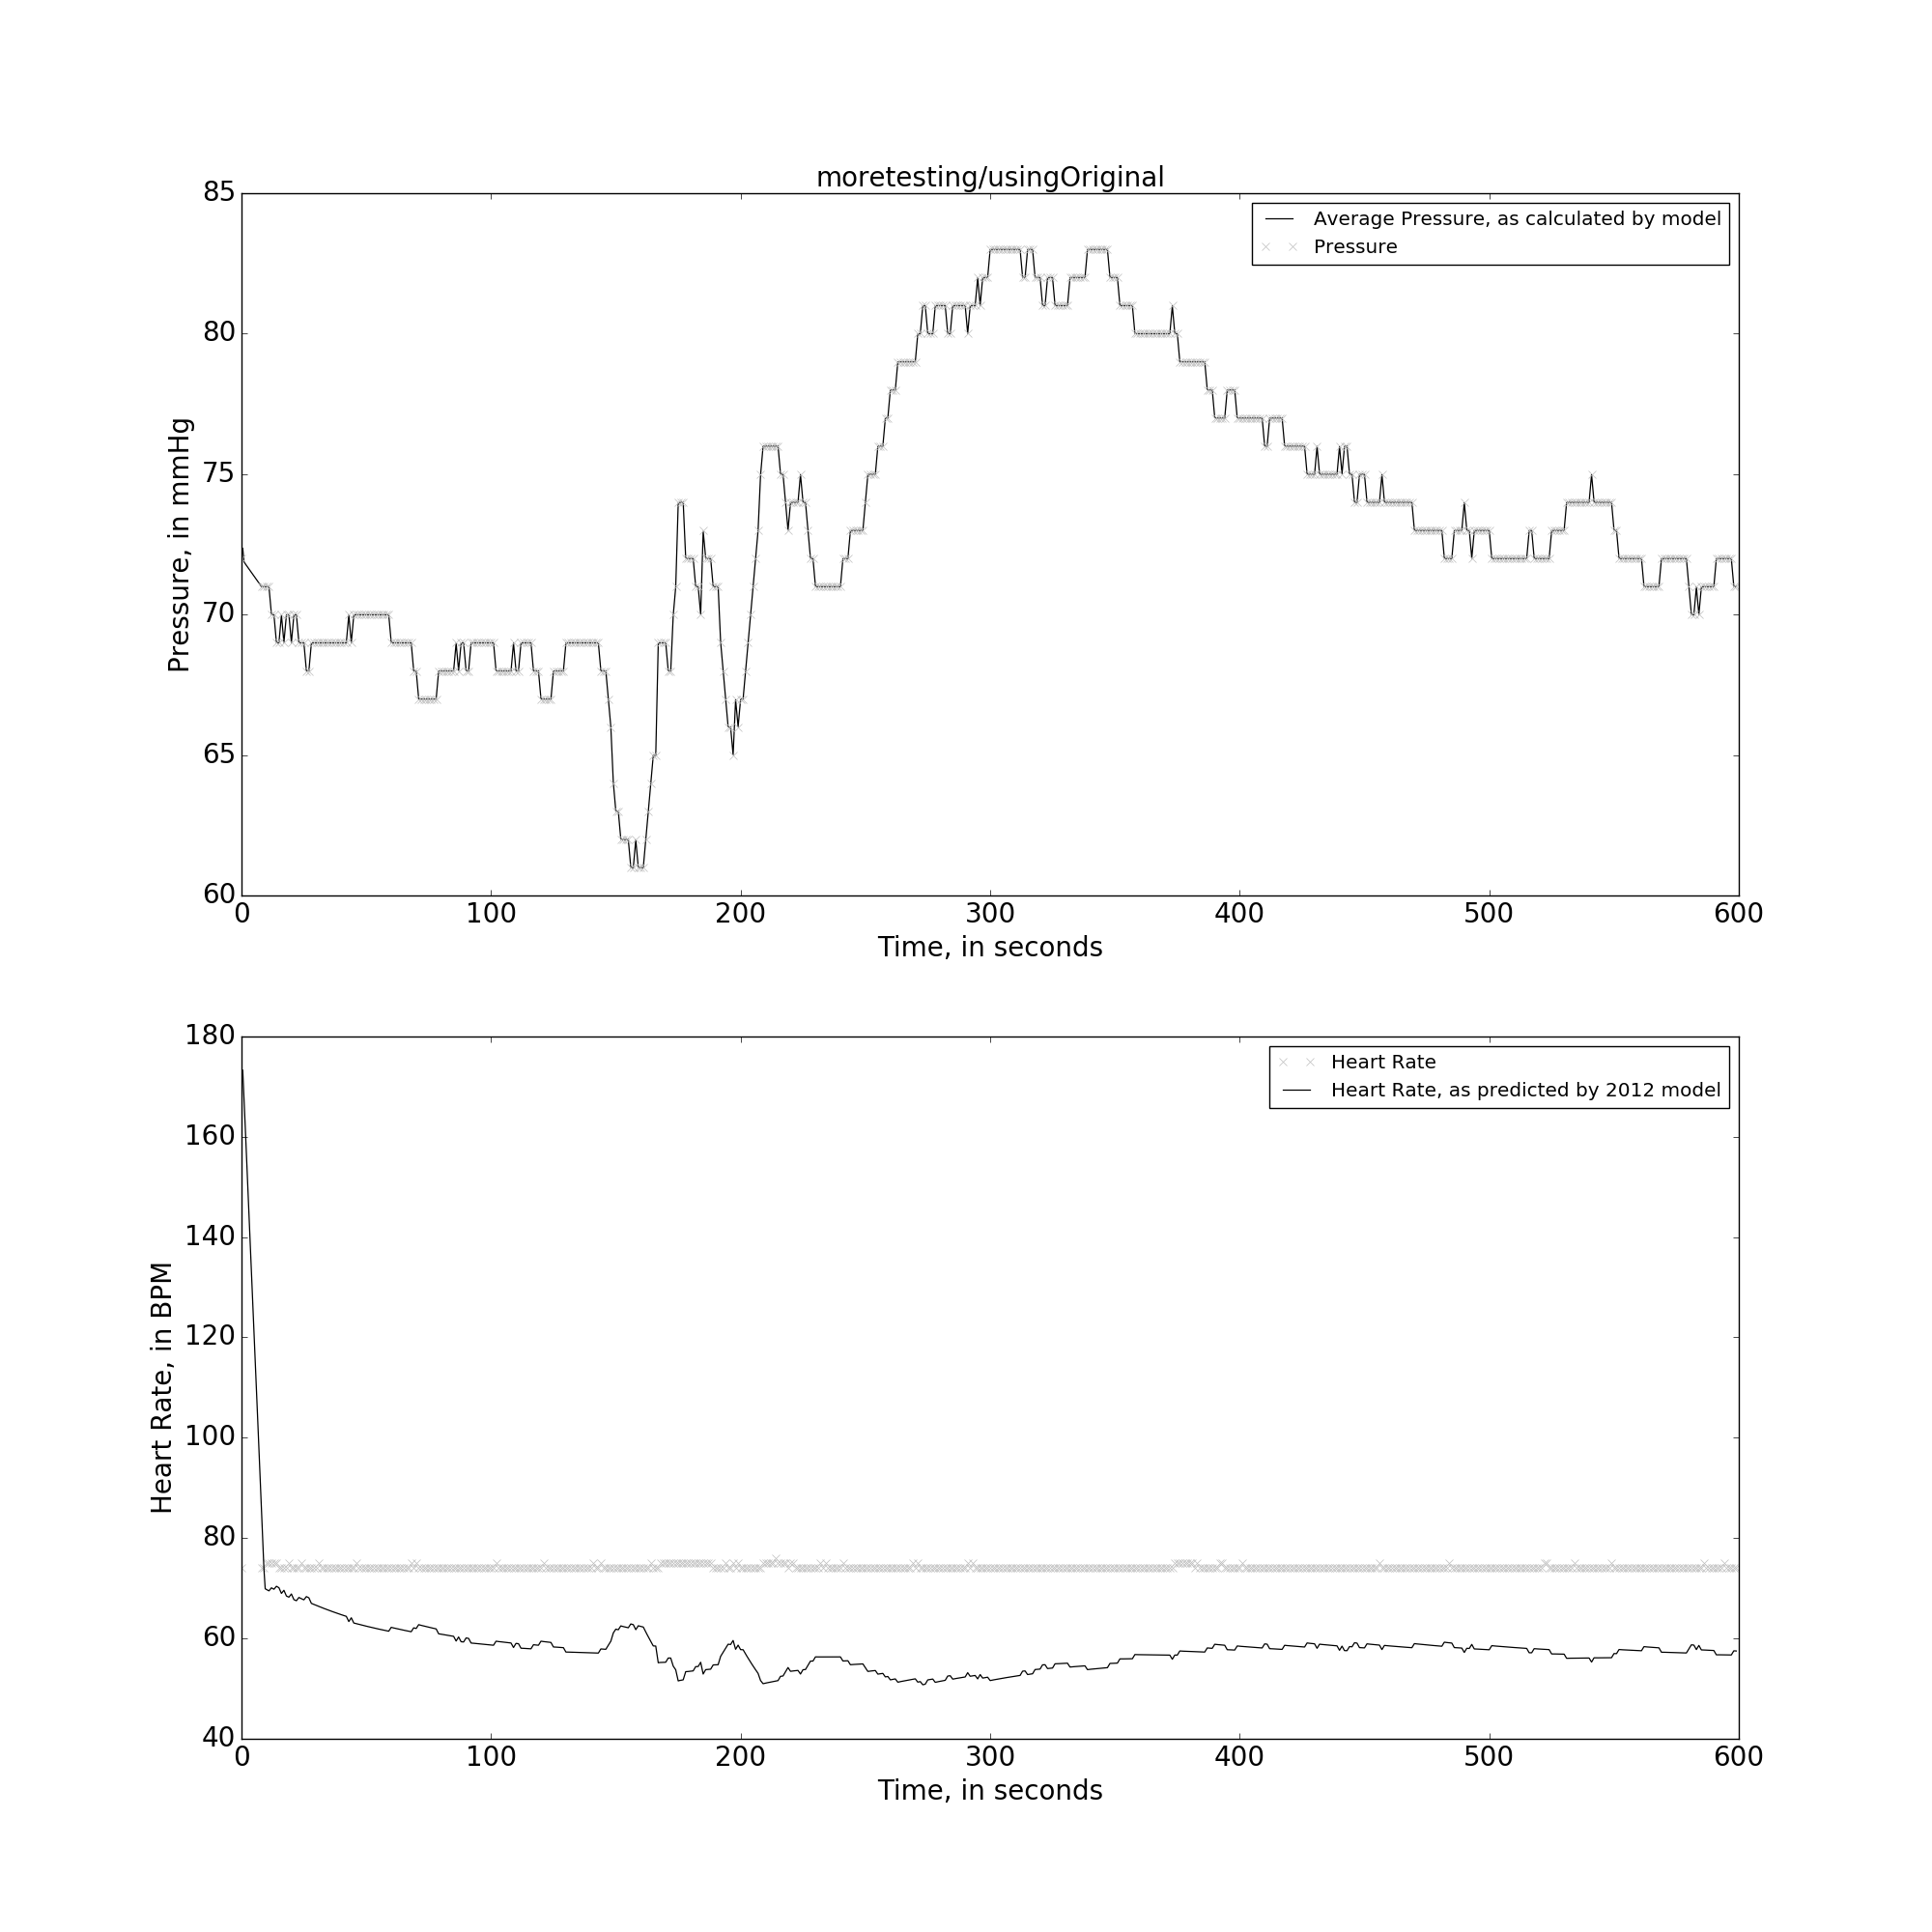 moretesting/usingOriginal
85
80
75
70
65
60
Pressure, in mmHg
Average Pressure, as calculated by model
Pressure
0 100 200 300 400 500 600
Time, in seconds
180
160
140
120
100
80
60
40
Heart Rate, in BPM
Heart Rate
Heart Rate, as predicted by 2012 model
0 100 200 300 400 500 600
Time, in seconds